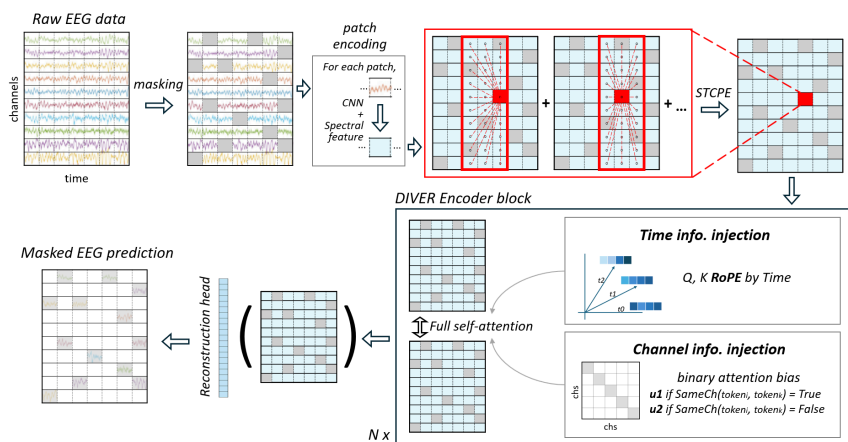 Raw EEG data
channels
time
masking
patch
encoding
For each patch,
... ...
CNN
+
Spectral
feature
... ...
+
+ ...
STCPE
DIVER Encoder block
Time info. injection
t2
t1
t0
Q, K RoPE by Time
Full self-attention
Channel info. injection
chs
chs
binary attention bias
u1 if SameCh(tokeni, tokenk) = True
u2 if SameCh(tokeni, tokenk) = False
N x
Masked EEG prediction
Reconstruction head
( )